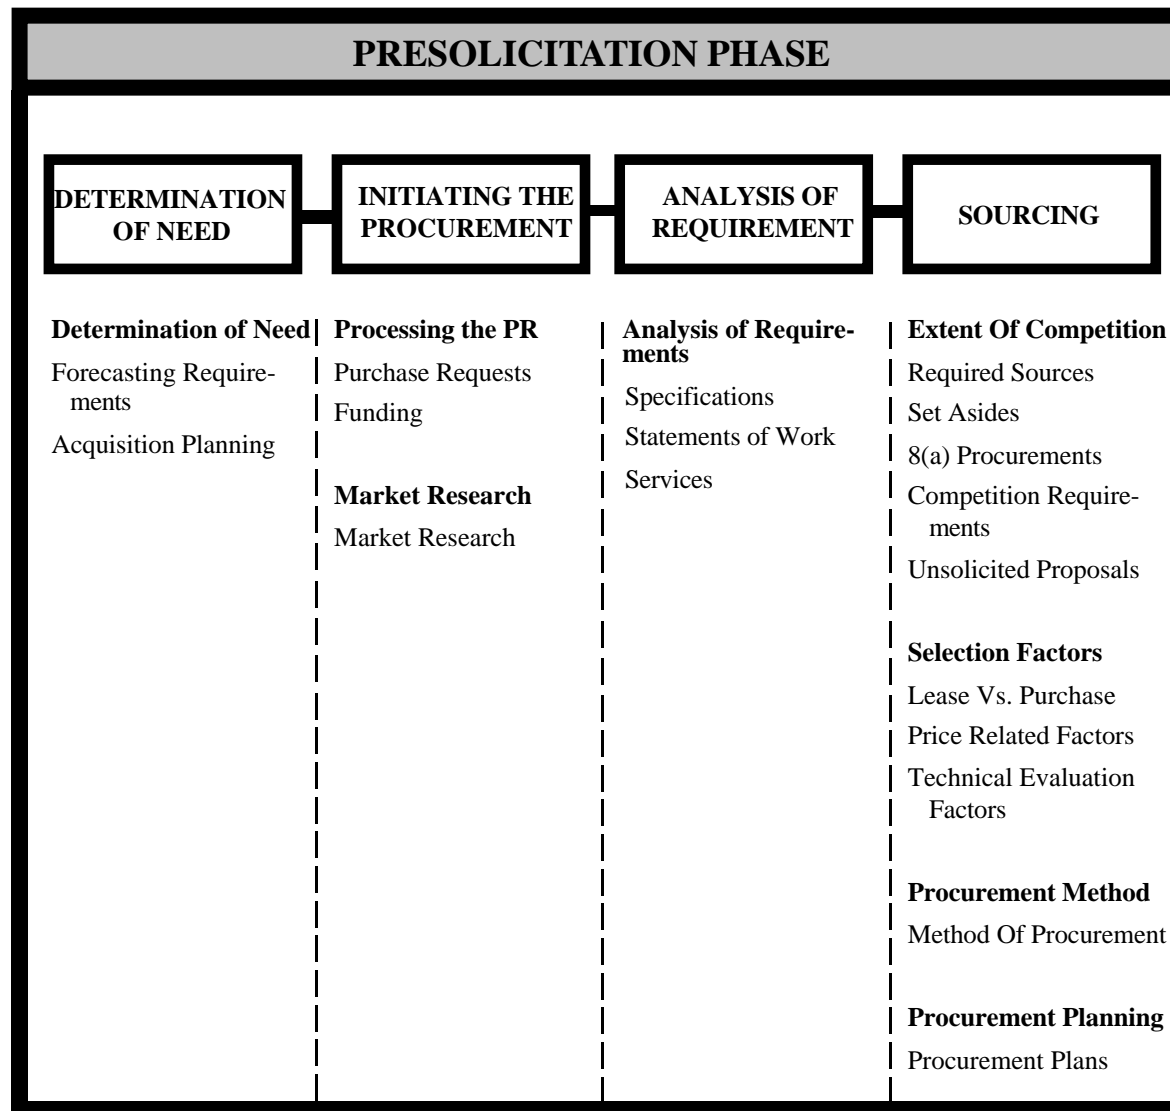 PRESOLICITATION PHASE
DETERMINATION
OF NEED
INITIATING THE
PROCUREMENT
ANALYSIS OF
REQUIREMENT
SOURCING
Determination of Need
Forecasting Require-
ments
Acquisition Planning
Processing the PR
Purchase Requests
Funding
Market Research
Market Research
Analysis of Require-
ments
Specifications
Statements of Work
Services
Extent Of Competition
Required Sources
Set Asides
8(a) Procurements
Competition Require-
ments
Unsolicited Proposals
Selection Factors
Lease Vs. Purchase
Price Related Factors
Technical Evaluation
Factors
Procurement Method
Method Of Procurement
Procurement Planning
Procurement Plans